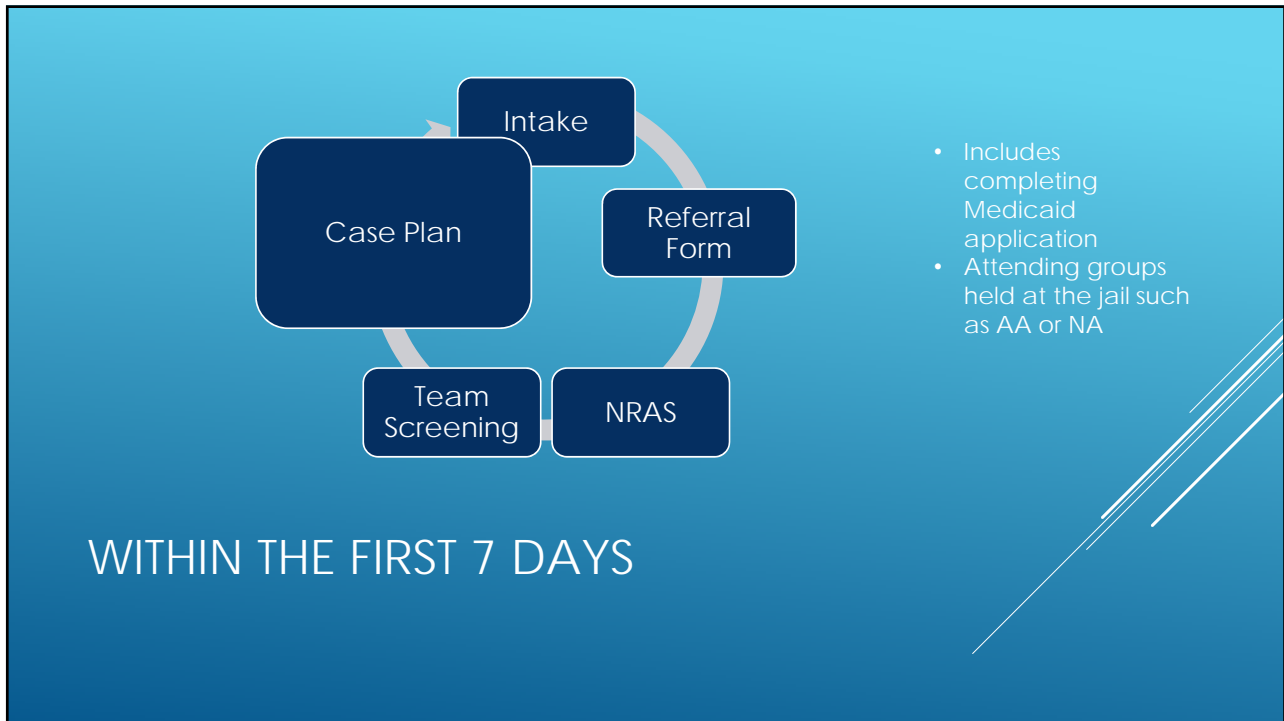 Intake
Referral
Form
NRAS
Team
Screening
Case Plan
• Includes
completing
Medicaid
application
• Attending groups
held at the jail such
as AA or NA
WITHIN THE FIRST 7 DAYS